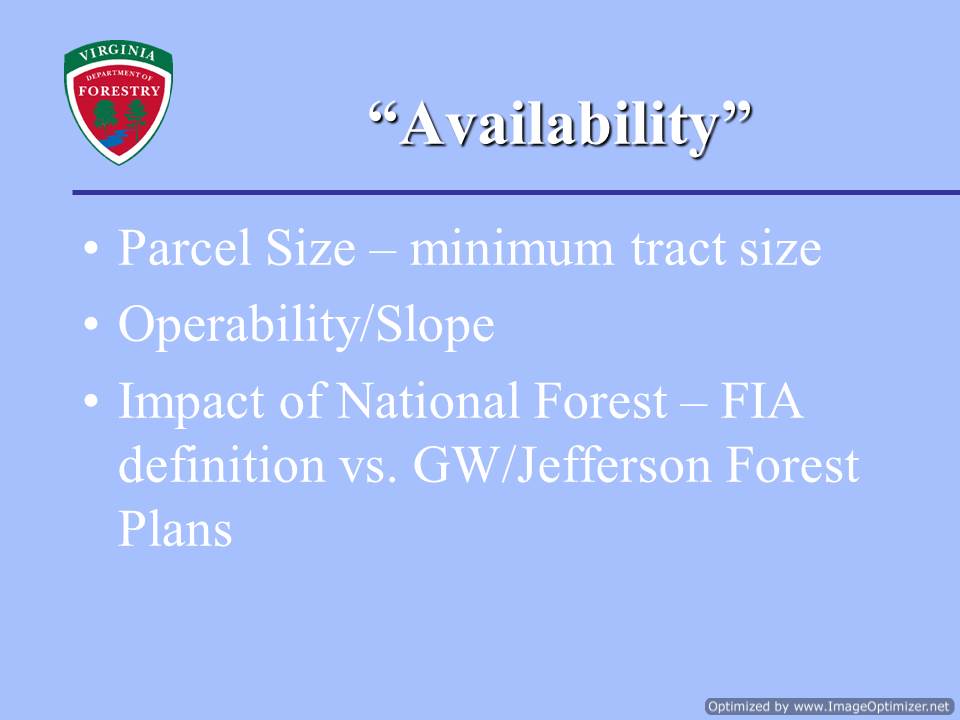 VIRGINIA
DEPARTMENT OF
FORESTRY
“Availability”
• Parcel Size – minimum tract size
• Operability/Slope
• Impact of National Forest – FIA
definition vs. GW/Jefferson Forest
Plans
Optimized by www.ImageOptimizer.net